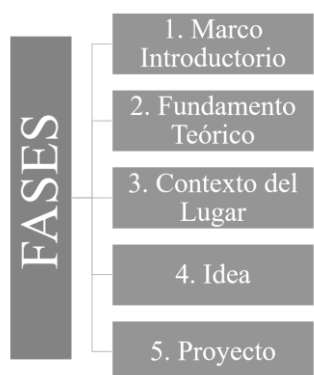 FASES
1. Marco
Introductorio
2. Fundamento
Teórico
3. Contexto del
Lugar
4. Idea
5. Proyecto